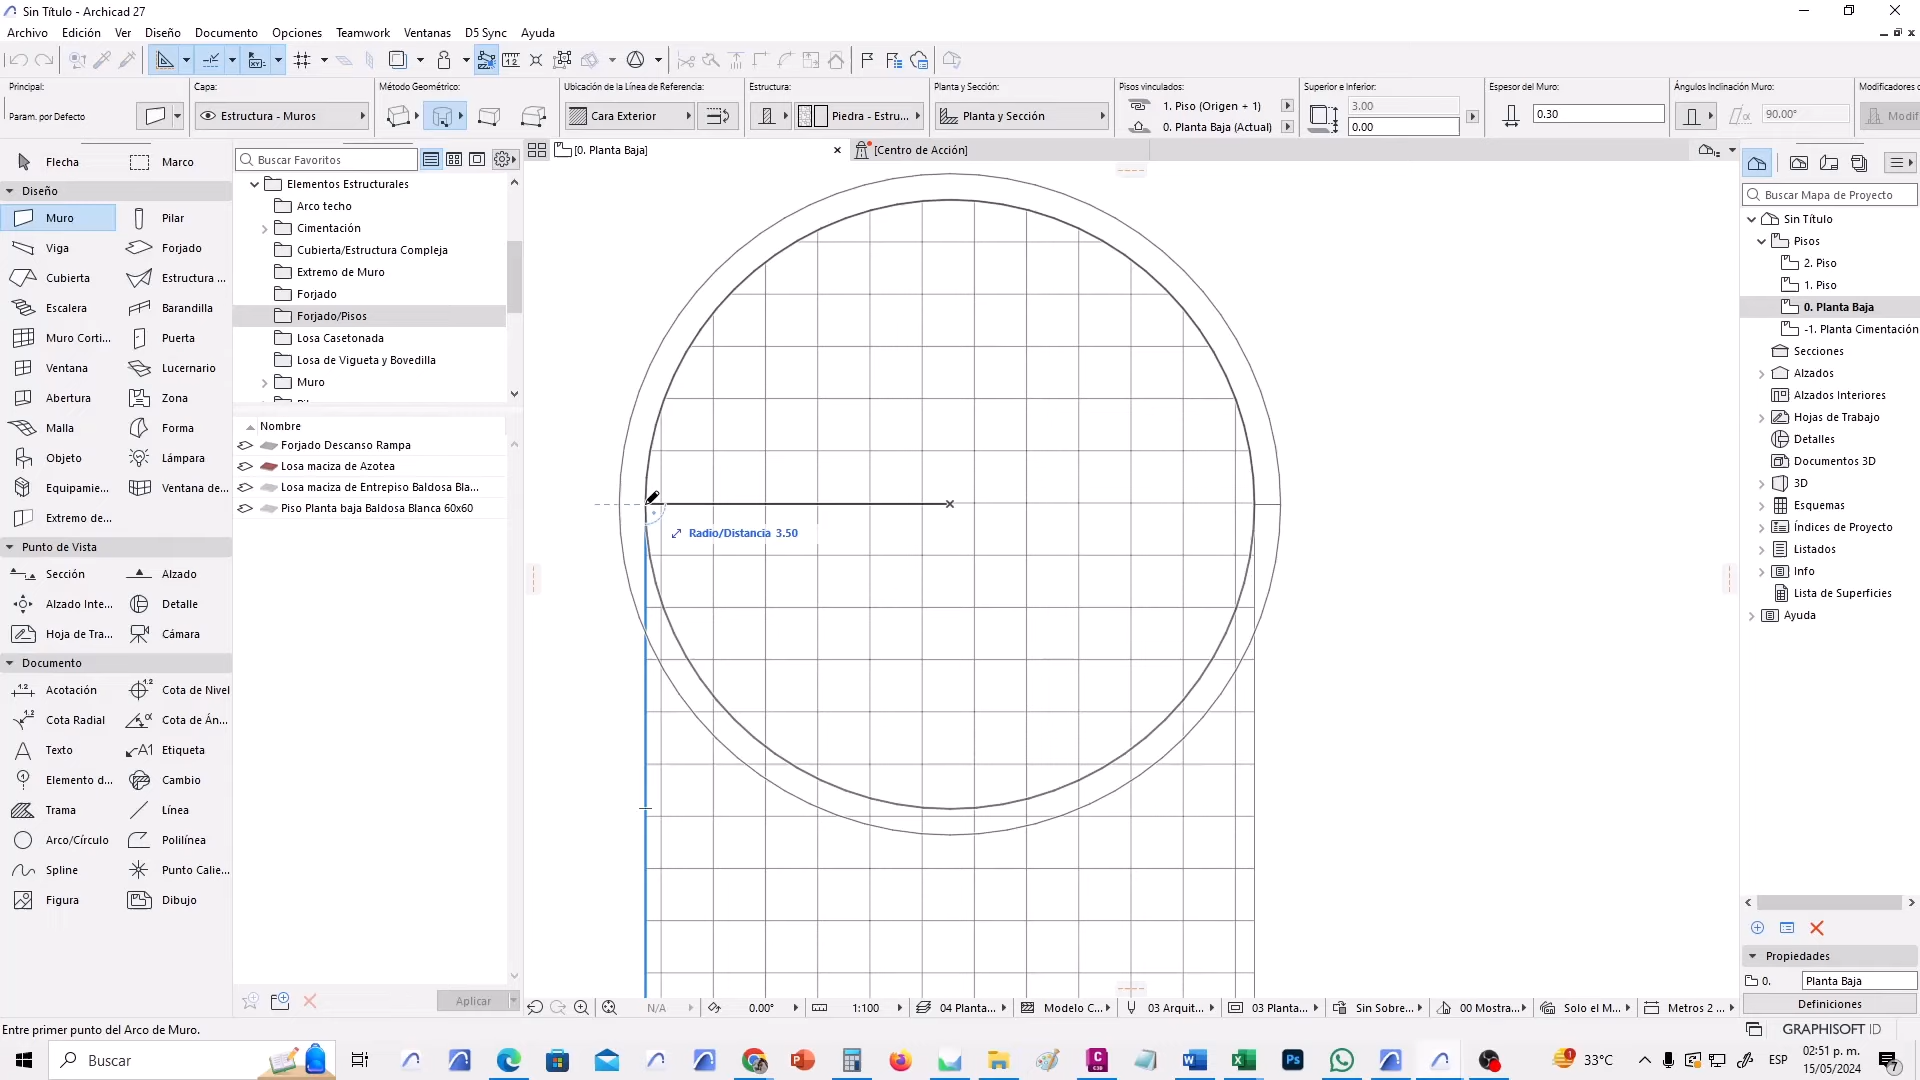 Sin Título - Archicad 27
Archivo Edición Ver Diseño Documento Opciones Teamwork Ventanas D5 Sync Ayuda
Principal:
Param. por Defecto
Capa:
Estructura - Muros
Método Geométrico:
Ubicación de la Línea de Referencia:
Cara Exterior
Estructura:
Piedra - Estru...
Planta y Sección:
Planta y Sección
Pisos vinculados:
1. Piso (Origen + 1)
0. Planta Baja (Actual)
Superior e Inferior:
3.00
0.00
Espesor del Muro:
0.30
Ángulos Inclinación Muro:
90.00°
Modificadores d
Modif
Flecha Marco
Diseño
Muro Pilar
Viga Forjado
Cubierta Estructura ...
Escalera Barandilla
Muro Corti... Puerta
Ventana Lucernario
Abertura Zona
Malla Forma
Objeto Lámpara
Equipamie... Ventana de...
Extremo de...
Punto de Vista
Sección Alzado
Alzado Inte... Detalle
Hoja de Tra... Cámara
Documento
Acotación Cota de Nivel
Cota Radial Cota de Án...
Texto Etiqueta
Elemento d... Cambio
Trama Línea
Arco/Círculo Polilínea
Spline Punto Calie...
Figura Dibujo
Buscar Favoritos
Elementos Estructurales
Arco techo
Cimentación
Cubierta/Estructura Compleja
Extremo de Muro
Forjado
Forjado/Pisos
Losa Casetonada
Losa de Vigueta y Bovedilla
Muro
Nombre
Forjado Descanso Rampa
Losa maciza de Azotea
Losa maciza de Entrepiso Baldosa Bla...
Piso Planta baja Baldosa Blanca 60x60
Aplicar
[0. Planta Baja]
[Centro de Acción]
Radio/Distancia 3.50
Buscar Mapa de Proyecto
Sin Título
Pisos
2. Piso
1. Piso
0. Planta Baja
-1. Planta Cimentación
Secciones
Alzados
Alzados Interiores
Hojas de Trabajo
Detalles
Documentos 3D
3D
Esquemas
Índices de Proyecto
Listados
Info
Lista de Superficies
Ayuda
Propiedades
0. Planta Baja
Definiciones
N/A 0.00° 1:100 04 Planta... Modelo C... 03 Arquit... 03 Planta... Sin Sobre... 00 Mostra... Solo el M... Metros 2 ...
Entre primer punto del Arco de Muro.
GRAPHISOFT ID
Buscar
33°C
ESP
02:51 p. m.
15/05/2024
7